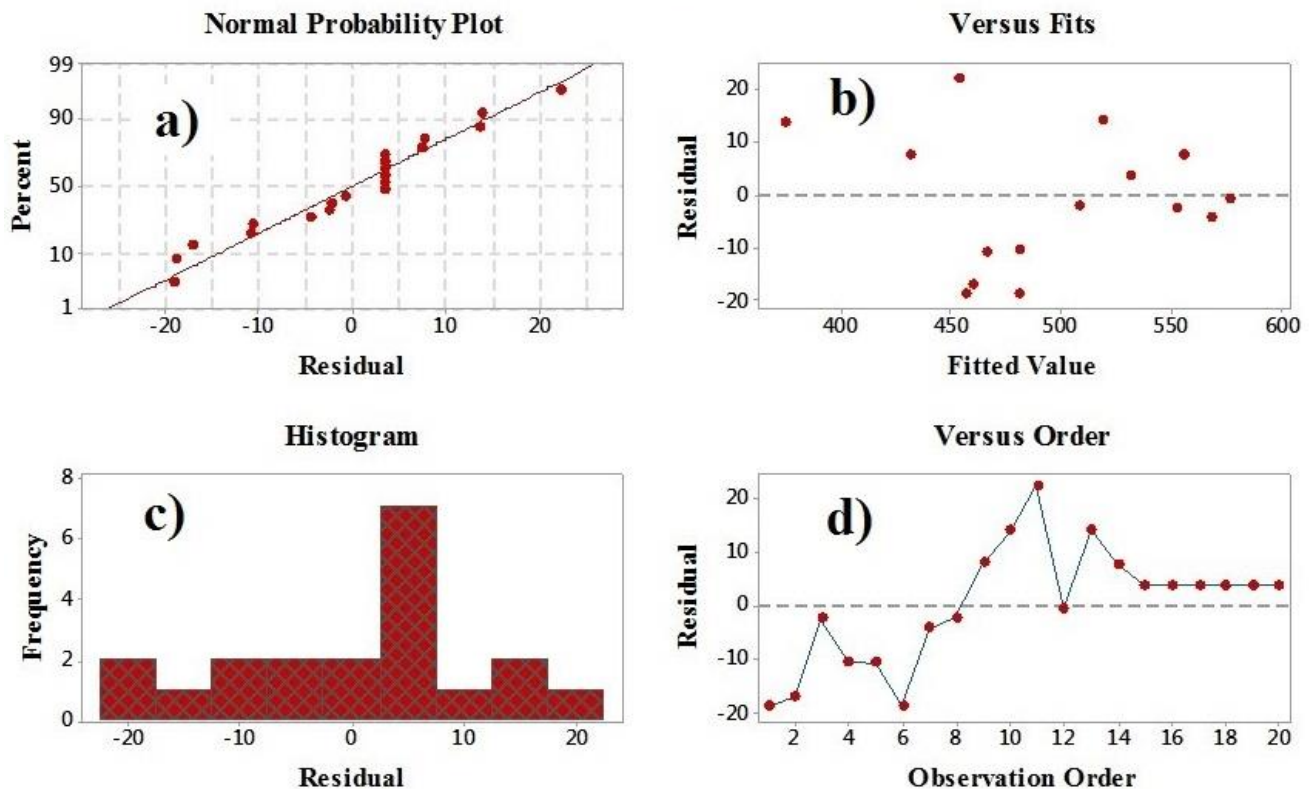 Normal Probability Plot
a)
Percent
99
90
50
10
1
-20 -10 0 10 20
Residual
Versus Fits
b)
Residual
20
10
0
-10
-20
400 450 500 550 600
Fitted Value
Histogram
c)
Frequency
8
6
4
2
0
-20 -10 0 10 20
Residual
Versus Order
d)
Residual
20
10
0
-10
-20
2 4 6 8 10 12 14 16 18 20
Observation Order